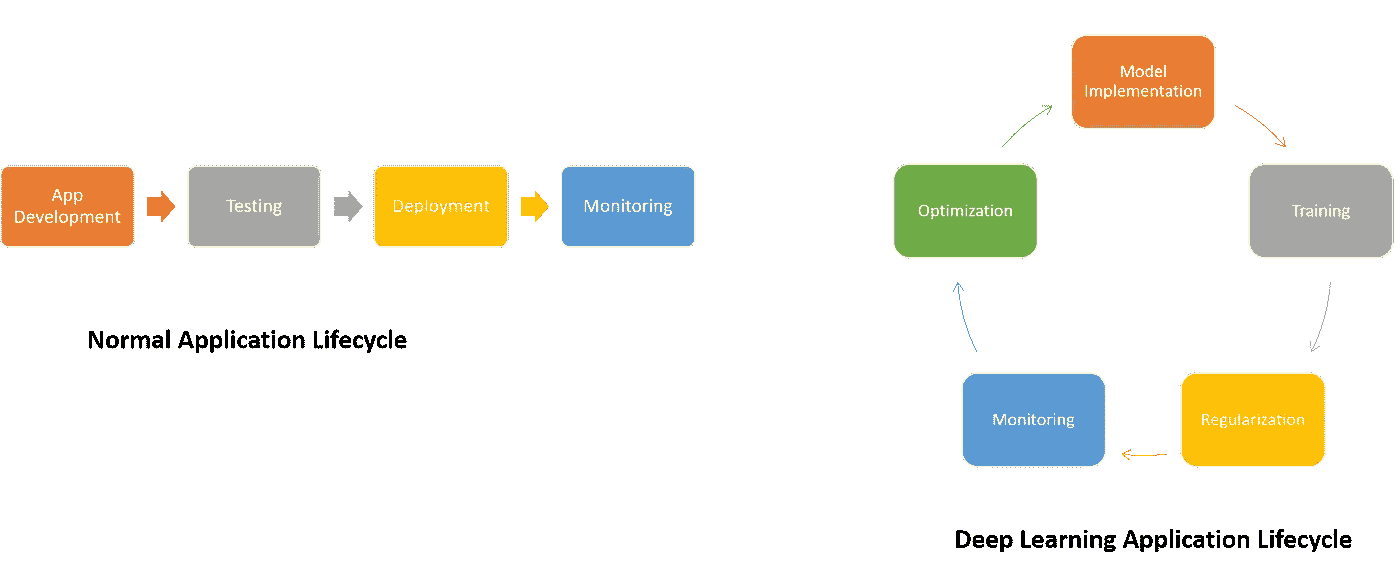 App
Development
Testing
Deployment
Monitoring
Normal Application Lifecycle
Model
Implementation
Training
Regularization
Monitoring
Optimization
Deep Learning Application Lifecycle